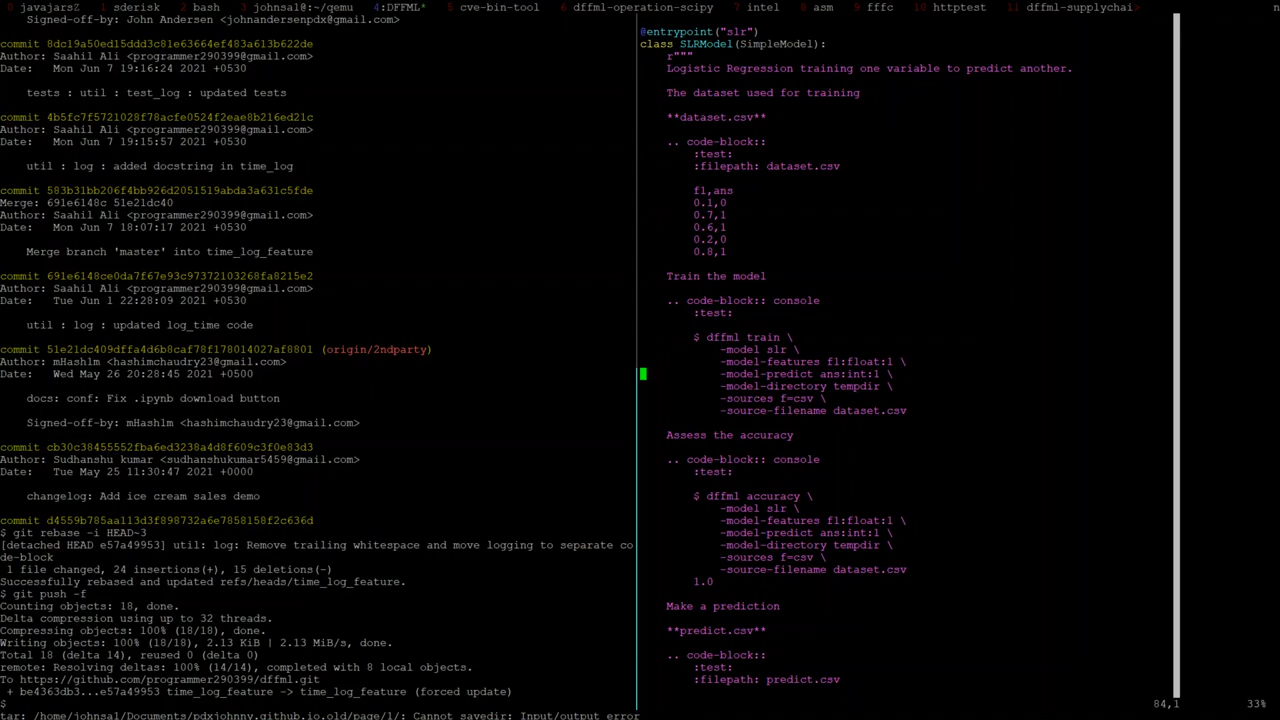 0 javajarsZ  1 sderisk  2 bash  3 johnsa1@:~/qemu  4:DFFML*  5 cve-bin-tool  6 dffml-operation-scipy  7 intel  8 asm  9 fffc  10 httptest  11 dffml-supplychai>
Signed-off-by: John Andersen <johnandersenpdx@gmail.com>
commit 8dc19a50ed15ddd3c81e63664ef483a613b622de
Author: Saahil Ali <programmer290399@gmail.com>
Date:   Mon Jun 7 19:16:24 2021 +0530
tests : util : test_log : updated tests
commit 4b5fc7f5721028f78acfe0524f2eae8b216ed21c
Author: Saahil Ali <programmer290399@gmail.com>
Date:   Mon Jun 7 19:15:57 2021 +0530
util : log : added docstring in time_log
commit 583b31bb206f4bb926d2051519abda3a631c5fde
Merge: 691e6148c 51e21dc40
Author: Saahil Ali <programmer290399@gmail.com>
Date:   Mon Jun 7 18:07:17 2021 +0530
Merge branch 'master' into time_log_feature
commit 691e6148ce0da7f67e93c97372103268fa8215e2
Author: Saahil Ali <programmer290399@gmail.com>
Date:   Tue Jun 1 22:28:09 2021 +0530
util : log : updated log_time code
commit 51e21dc409dffa4d6b8caf78f178014027af8801 (origin/2ndparty)
Author: mHash1m <hashimchaudry23@gmail.com>
Date:   Wed May 26 20:28:45 2021 +0500
docs: conf: Fix .ipynb download button
Signed-off-by: mHash1m <hashimchaudry23@gmail.com>
commit cb30c38455552fba6ed3238a4d8f609c3f0e83d3
Author: Sudhanshu kumar <sudhanshukumar5459@gmail.com>
Date:   Tue May 25 11:30:47 2021 +0000
changelog: Add ice cream sales demo
commit d4559b785aa113d3f898732a6e7858158f2c636d
$ git rebase -i HEAD~3
[detached HEAD e57a49953] util: log: Remove trailing whitespace and move logging to separate co
de-block
1 file changed, 24 insertions(+), 15 deletions(-)
Successfully rebased and updated refs/heads/time_log_feature.
$ git push -f
Counting objects: 18, done.
Delta compression using up to 32 threads.
Compressing objects: 100% (18/18), done.
Writing objects: 100% (18/18), 2.13 KiB | 2.13 MiB/s, done.
Total 18 (delta 14), reused 0 (delta 0)
remote: Resolving deltas: 100% (14/14), completed with 8 local objects.
To https://github.com/programmer290399/dffml.git
+ be4363db3...e57a49953 time_log_feature -> time_log_feature (forced update)
$
tar: /home/johnsa1/Documents/pdxjohnny.github.io.old/page/1/: Cannot savedir: Input/output error
@entrypoint("slr")
class SLRModel(SimpleModel):
r"""
Logistic Regression training one variable to predict another.
The dataset used for training
**dataset.csv**
.. code-block::
:test:
:filepath: dataset.csv
f1,ans
0.1,0
0.7,1
0.6,1
0.2,0
0.8,1
Train the model
.. code-block:: console
:test:
$ dffml train \
-model slr \
-model-features f1:float:1 \
-model-predict ans:int:1 \
-model-directory tempdir \
-sources f=csv \
-source-filename dataset.csv
Assess the accuracy
.. code-block:: console
:test:
$ dffml accuracy \
-model slr \
-model-features f1:float:1 \
-model-predict ans:int:1 \
-model-directory tempdir \
-sources f=csv \
-source-filename dataset.csv
1.0
Make a prediction
**predict.csv**
.. code-block::
:test:
:filepath: predict.csv
84,1  33%